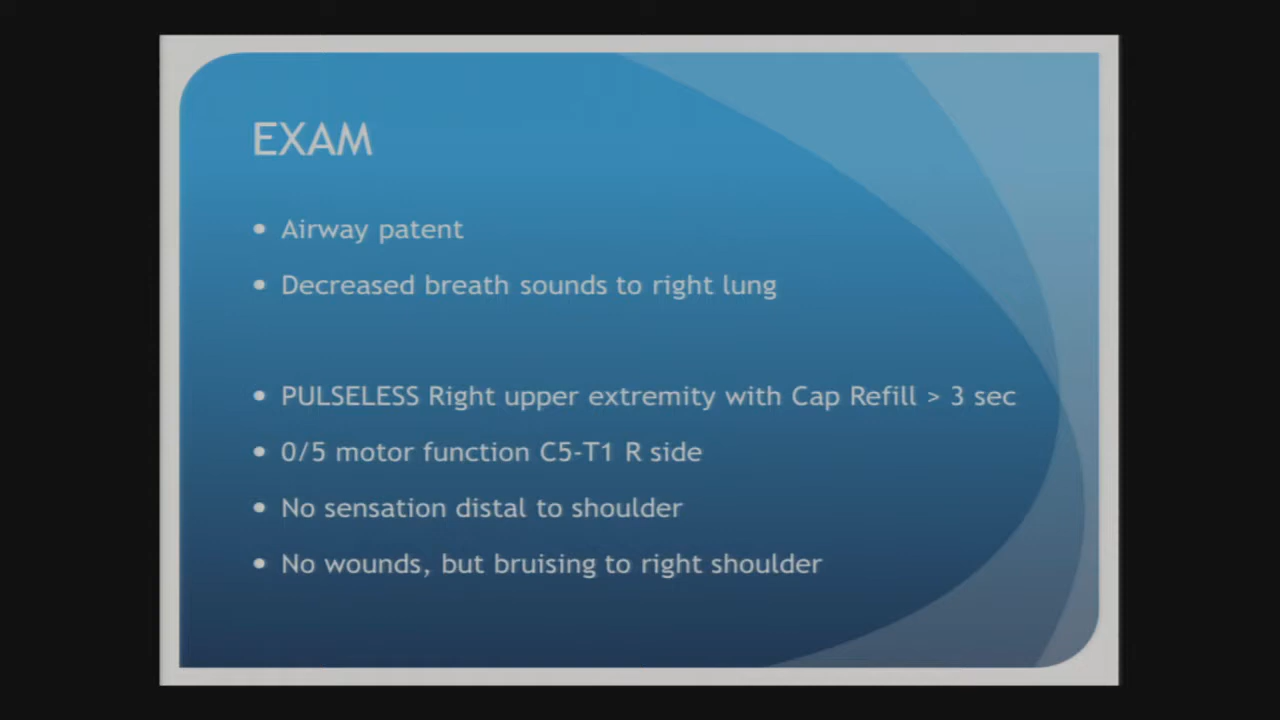 EXAM
• Airway patent
• Decreased breath sounds to right lung
• PULSELESS Right upper extremity with Cap Refill > 3 sec
• 0/5 motor function C5-T1 R side
• No sensation distal to shoulder
• No wounds, but bruising to right shoulder